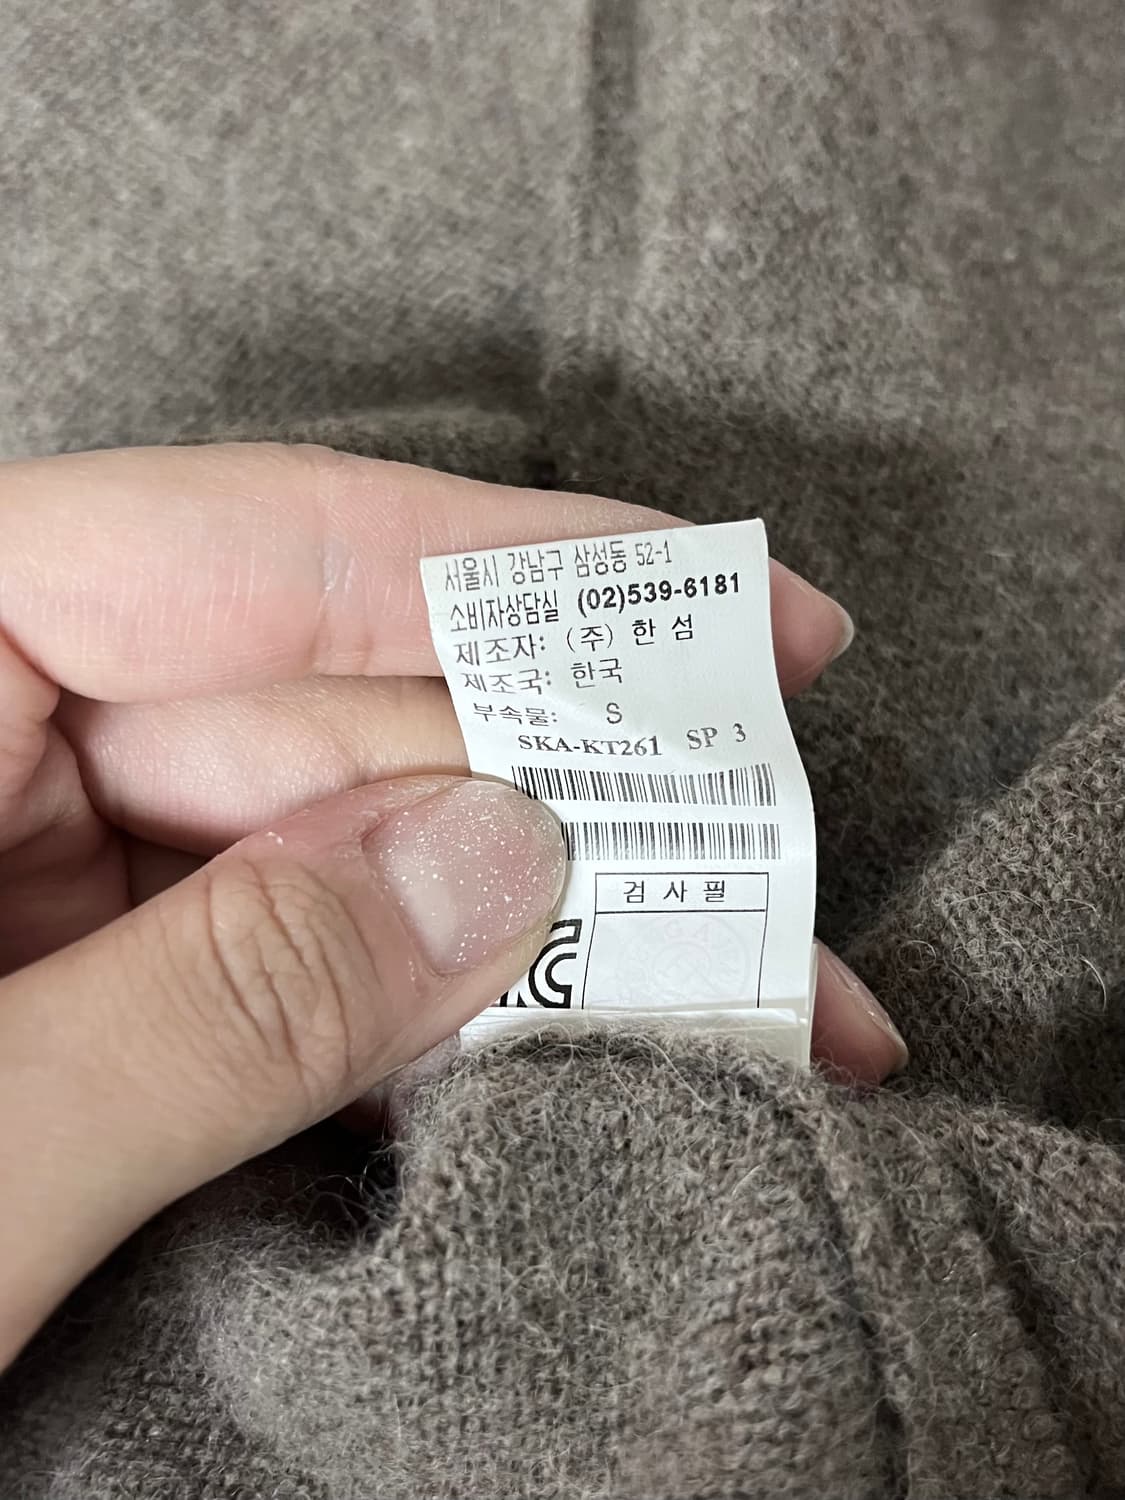 서울시 강남구 삼성동 52-1
소비자상담실 (02)539-6181
제조자: (주) 한 섬
제조국: 한국
부속물: S
SKA-KT261 SP 3
검 사 필